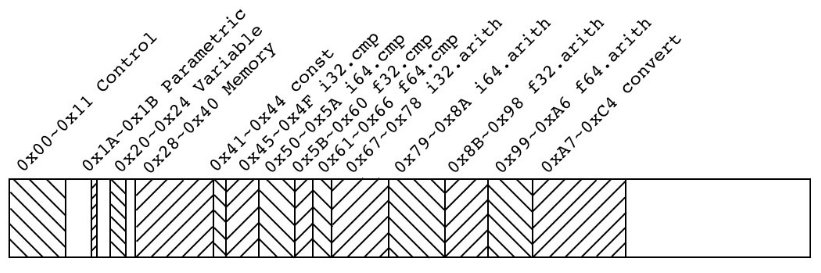 0x00~0x11 Control
0x1A~0x1B Parametric
0x20~0x24 Variable
0x28~0x40 Memory
0x41~0x44 const
0x45~0x4F i32.cmp
0x50~0x5A i64.cmp
0x5B~0x60 f32.cmp
0x61~0x66 f64.cmp
0x67~0x78 i32.arith
0x79~0x8A i64.arith
0x8B~0x98 f32.arith
0x99~0xA6 f64.arith
0xA7~0xC4 convert